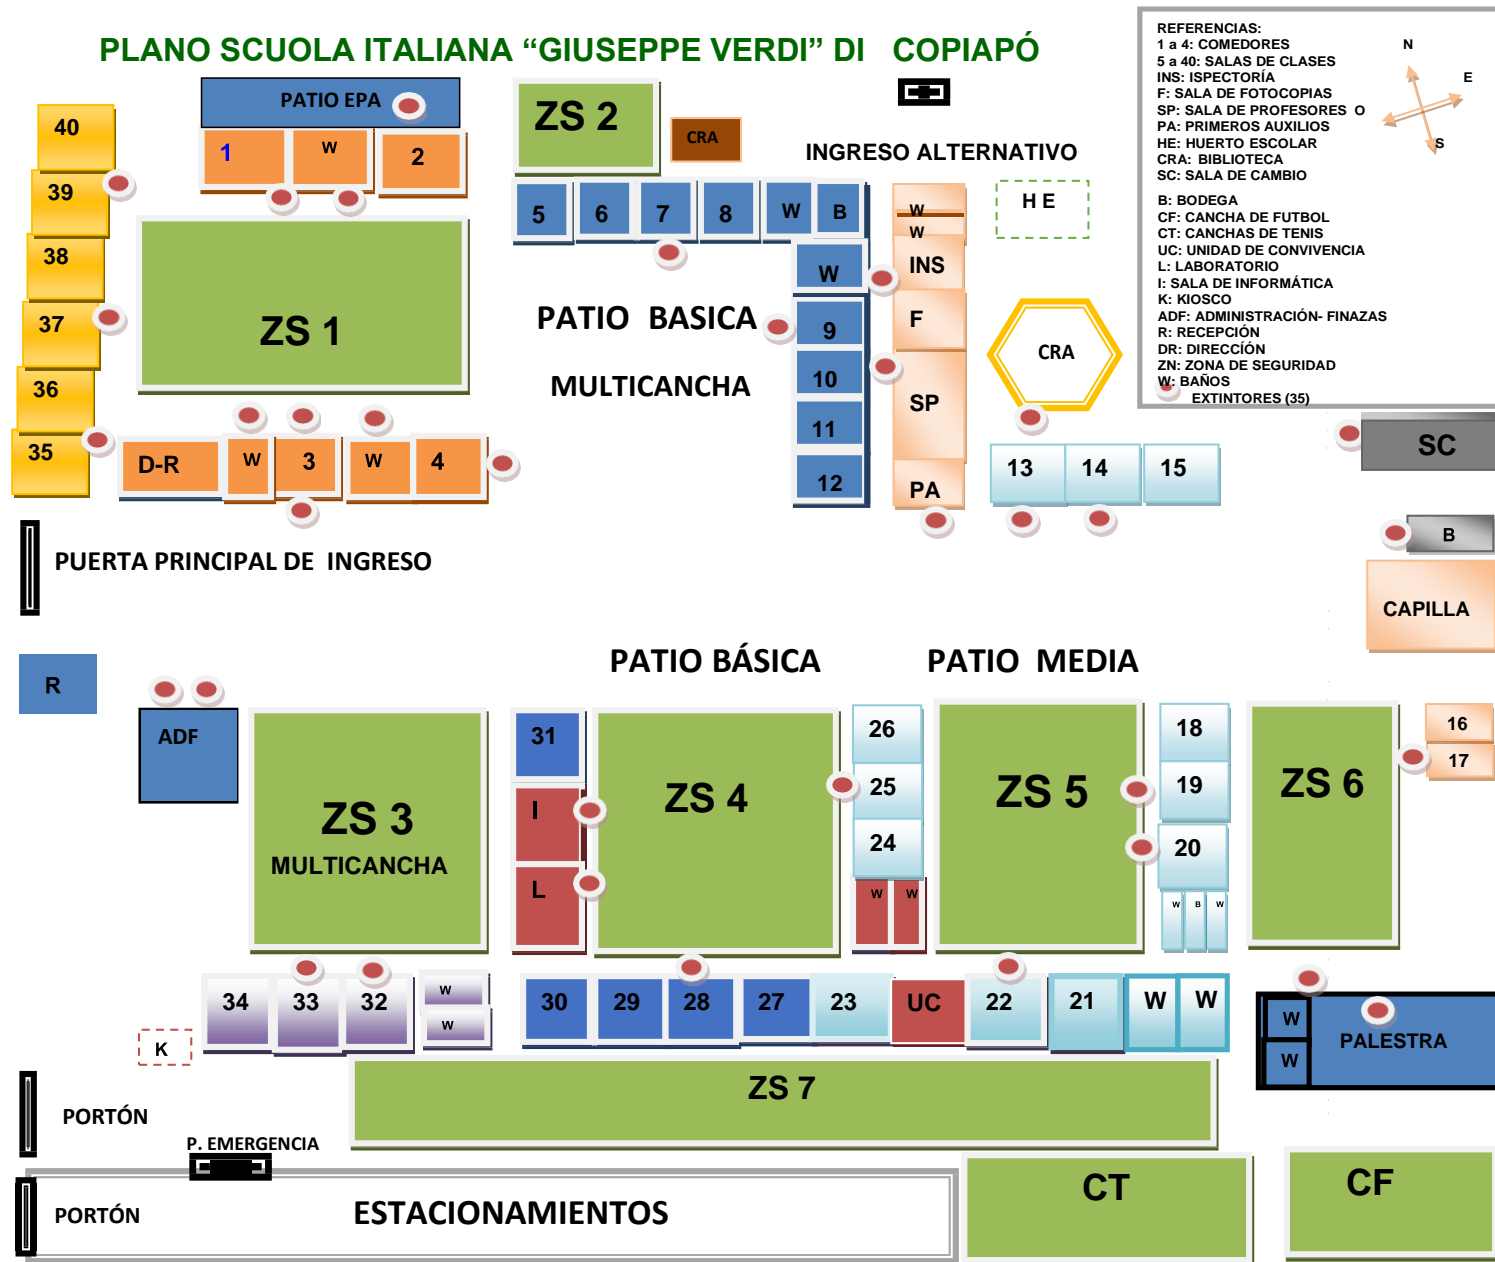 PLANO SCUOLA ITALIANA “GIUSEPPE VERDI” DI COPIAPÓ
REFERENCIAS:
1 a 4: COMEDORES
5 a 40: SALAS DE CLASES
INS: ISPECTORÍA
F: SALA DE FOTOCOPIAS
SP: SALA DE PROFESORES O
PA: PRIMEROS AUXILIOS
HE: HUERTO ESCOLAR
CRA: BIBLIOTECA
SC: SALA DE CAMBIO
B: BODEGA
CF: CANCHA DE FUTBOL
CT: CANCHAS DE TENIS
UC: UNIDAD DE CONVIVENCIA
L: LABORATORIO
I: SALA DE INFORMÁTICA
K: KIOSCO
ADF: ADMINISTRACIÓN- FINAZAS
R: RECEPCIÓN
DR: DIRECCÍÓN
ZN: ZONA DE SEGURIDAD
W: BAÑOS
EXTINTORES (35)
N
E
S
PATIO EPA
1
W
2
40
39
38
37
36
35
ZS 1
D-R
W
3
W
4
ZS 2
CRA
INGRESO ALTERNATIVO
5
6
7
8
W
B
W
9
10
11
12
PATIO BASICA
MULTICANCHA
W
W
INS
F
SP
PA
H E
CRA
13
14
15
SC
B
CAPILLA
PUERTA PRINCIPAL DE INGRESO
R
PATIO BÁSICA
PATIO MEDIA
ADF
ZS 3
MULTICANCHA
31
I
L
ZS 4
26
25
24
W
W
ZS 5
18
19
20
W
B
W
ZS 6
16
17
34
33
32
W
W
30
29
28
27
23
UC
22
21
W
W
W
W
PALESTRA
K
ZS 7
PORTÓN
P. EMERGENCIA
PORTÓN
ESTACIONAMIENTOS
CT
CF